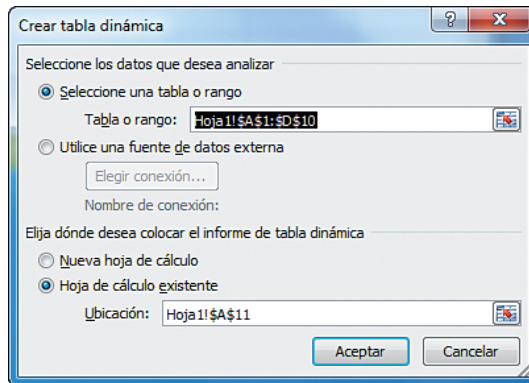 Crear tabla dinámica
Seleccione los datos que desea analizar
Seleccione una tabla o rango
Tabla o rango: Hoja1!$A$1:$D$10
Utilice una fuente de datos externa
Elegir conexión...
Nombre de conexión:
Elija dónde desea colocar el informe de tabla dinámica
Nueva hoja de cálculo
Hoja de cálculo existente
Ubicación: Hoja1!$A$11
Aceptar Cancelar